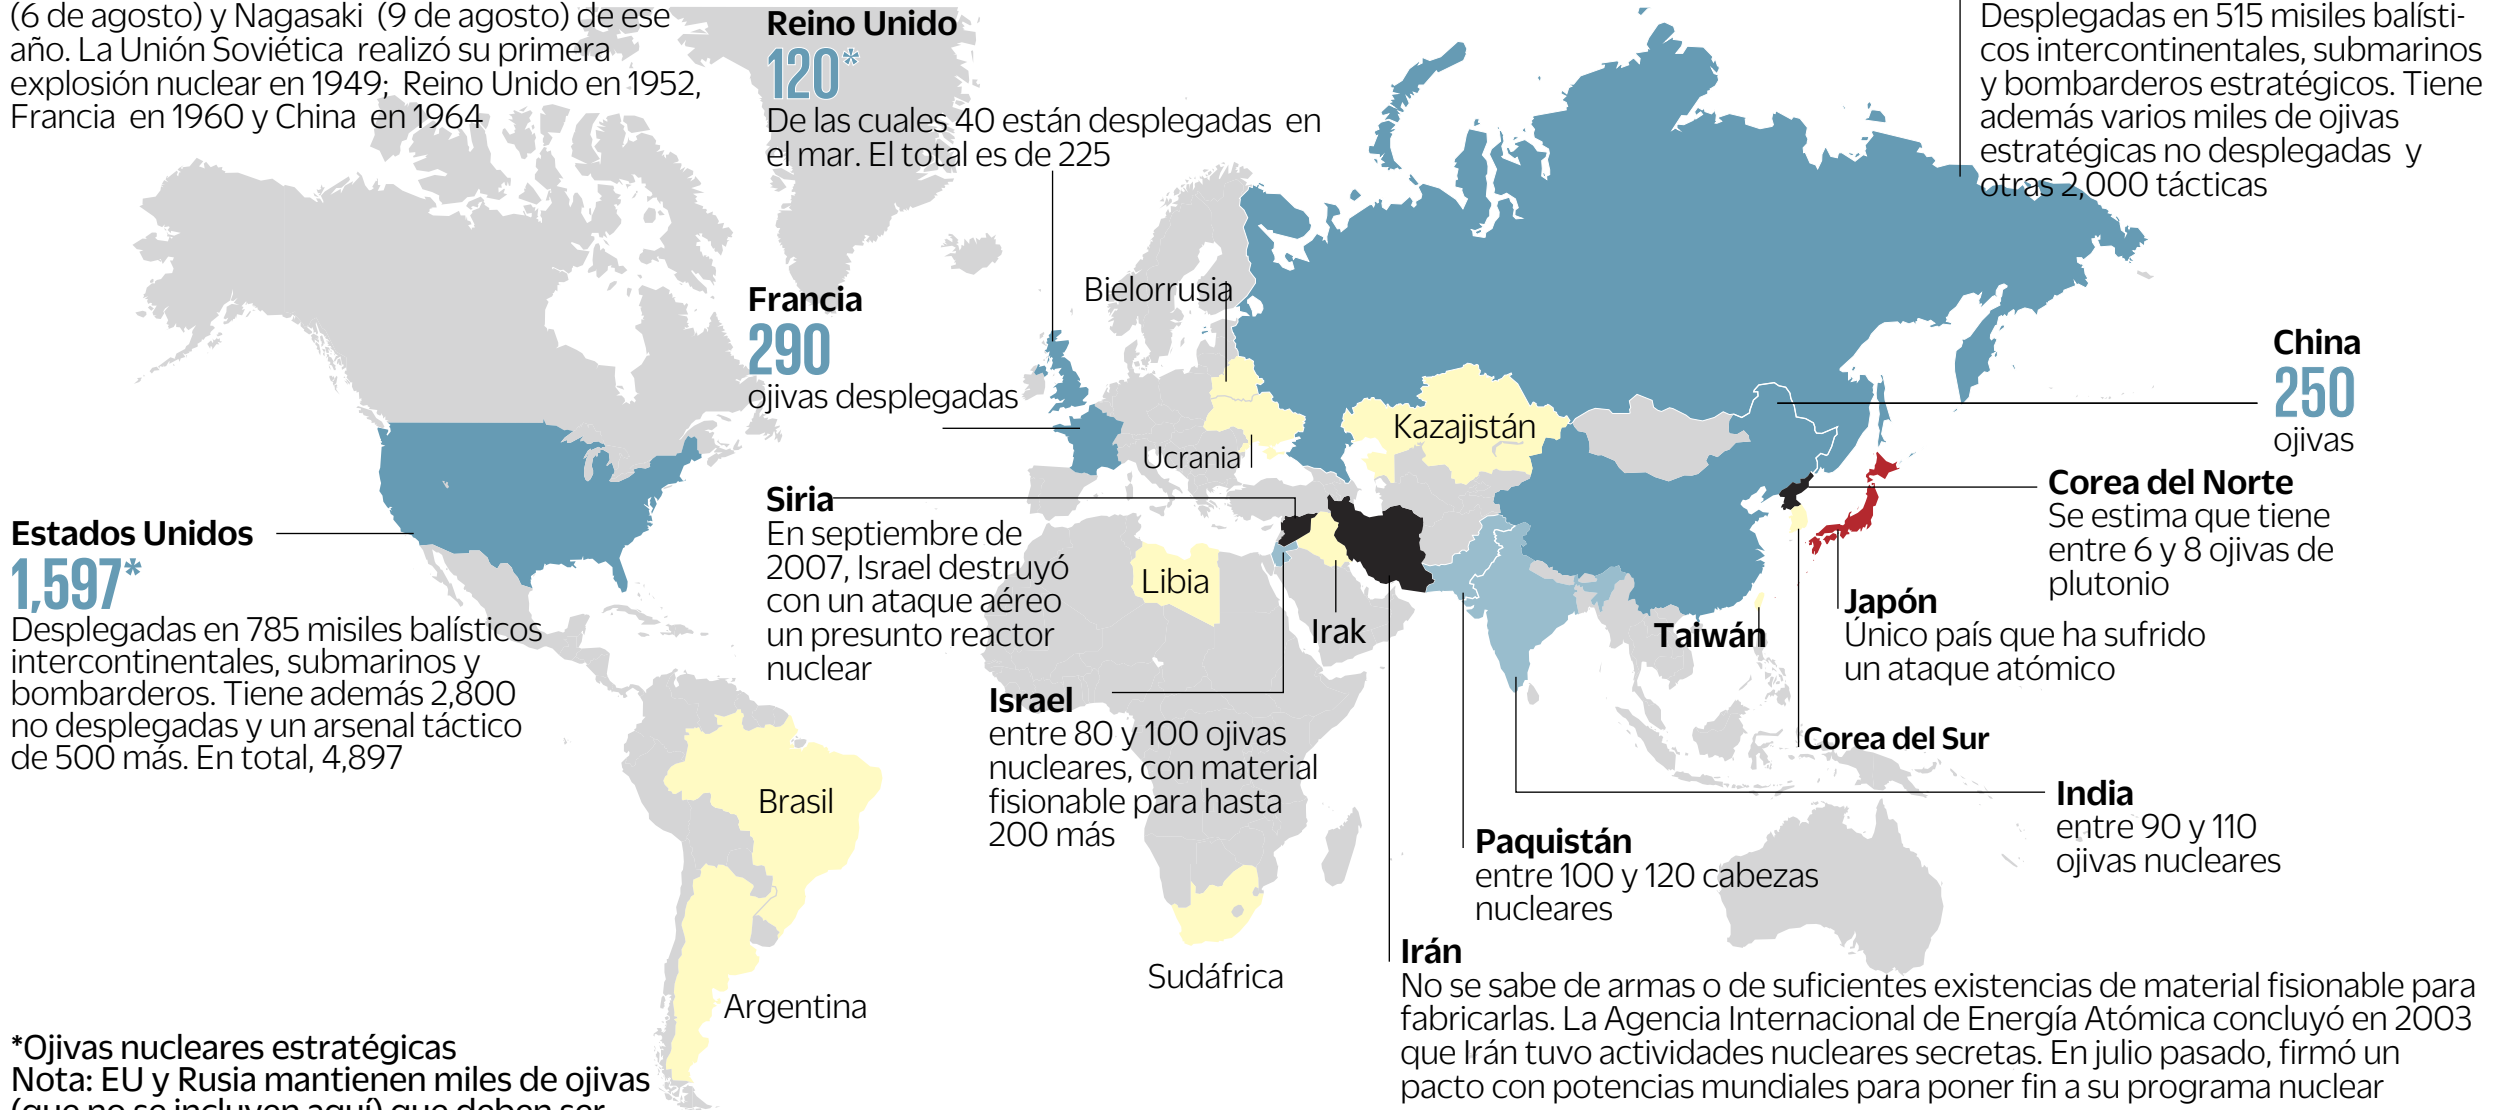 (6 de agosto) y Nagasaki (9 de agosto) de ese
año. La Unión Soviética realizó su primera
explosión nuclear en 1949; Reino Unido en 1952,
Francia en 1960 y China en 1964
Reino Unido
120*
De las cuales 40 están desplegadas en
el mar. El total es de 225
Desplegadas en 515 misiles balísti-
cos intercontinentales, submarinos
y bombarderos estratégicos. Tiene
además varios miles de ojivas
estratégicas no desplegadas y
otras 2,000 tácticas
Francia
290
ojivas desplegadas
Bielorrusia
Ucrania
Kazajistán
China
250
ojivas
Corea del Norte
Se estima que tiene
entre 6 y 8 ojivas de
plutonio
Japón
Único país que ha sufrido
un ataque atómico
Taiwán
Corea del Sur
Estados Unidos
1,597*
Desplegadas en 785 misiles balísticos
intercontinentales, submarinos y
bombarderos. Tiene además 2,800
no desplegadas y un arsenal táctico
de 500 más. En total, 4,897
Siria
En septiembre de
2007, Israel destruyó
con un ataque aéreo
un presunto reactor
nuclear
Libia
Irak
Israel
entre 80 y 100 ojivas
nucleares, con material
fisionable para hasta
200 más
India
entre 90 y 110
ojivas nucleares
Paquistán
entre 100 y 120 cabezas
nucleares
Brasil
Argentina
Sudáfrica
Irán
No se sabe de armas o de suficientes existencias de material fisionable para
fabricarlas. La Agencia Internacional de Energía Atómica concluyó en 2003
que Irán tuvo actividades nucleares secretas. En julio pasado, firmó un
pacto con potencias mundiales para poner fin a su programa nuclear
*Ojivas nucleares estratégicas
Nota: EU y Rusia mantienen miles de ojivas
(que no se incluyen aquí) que deben ser